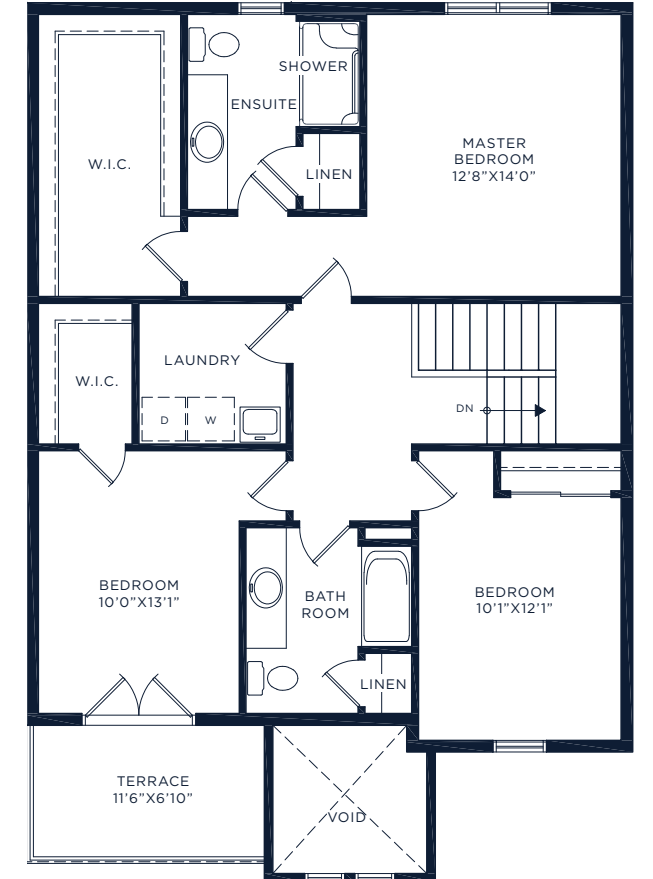 SHOWER
ENSUITE
W.I.C.
LINEN
MASTER
BEDROOM
12'8"X14'0"
LAUNDRY
W.I.C.
D
W
DN
BEDROOM
10'0"X13'1"
BATH
ROOM
BEDROOM
10'1"X12'1"
LINEN
TERRACE
11'6"X6'10"
VOID